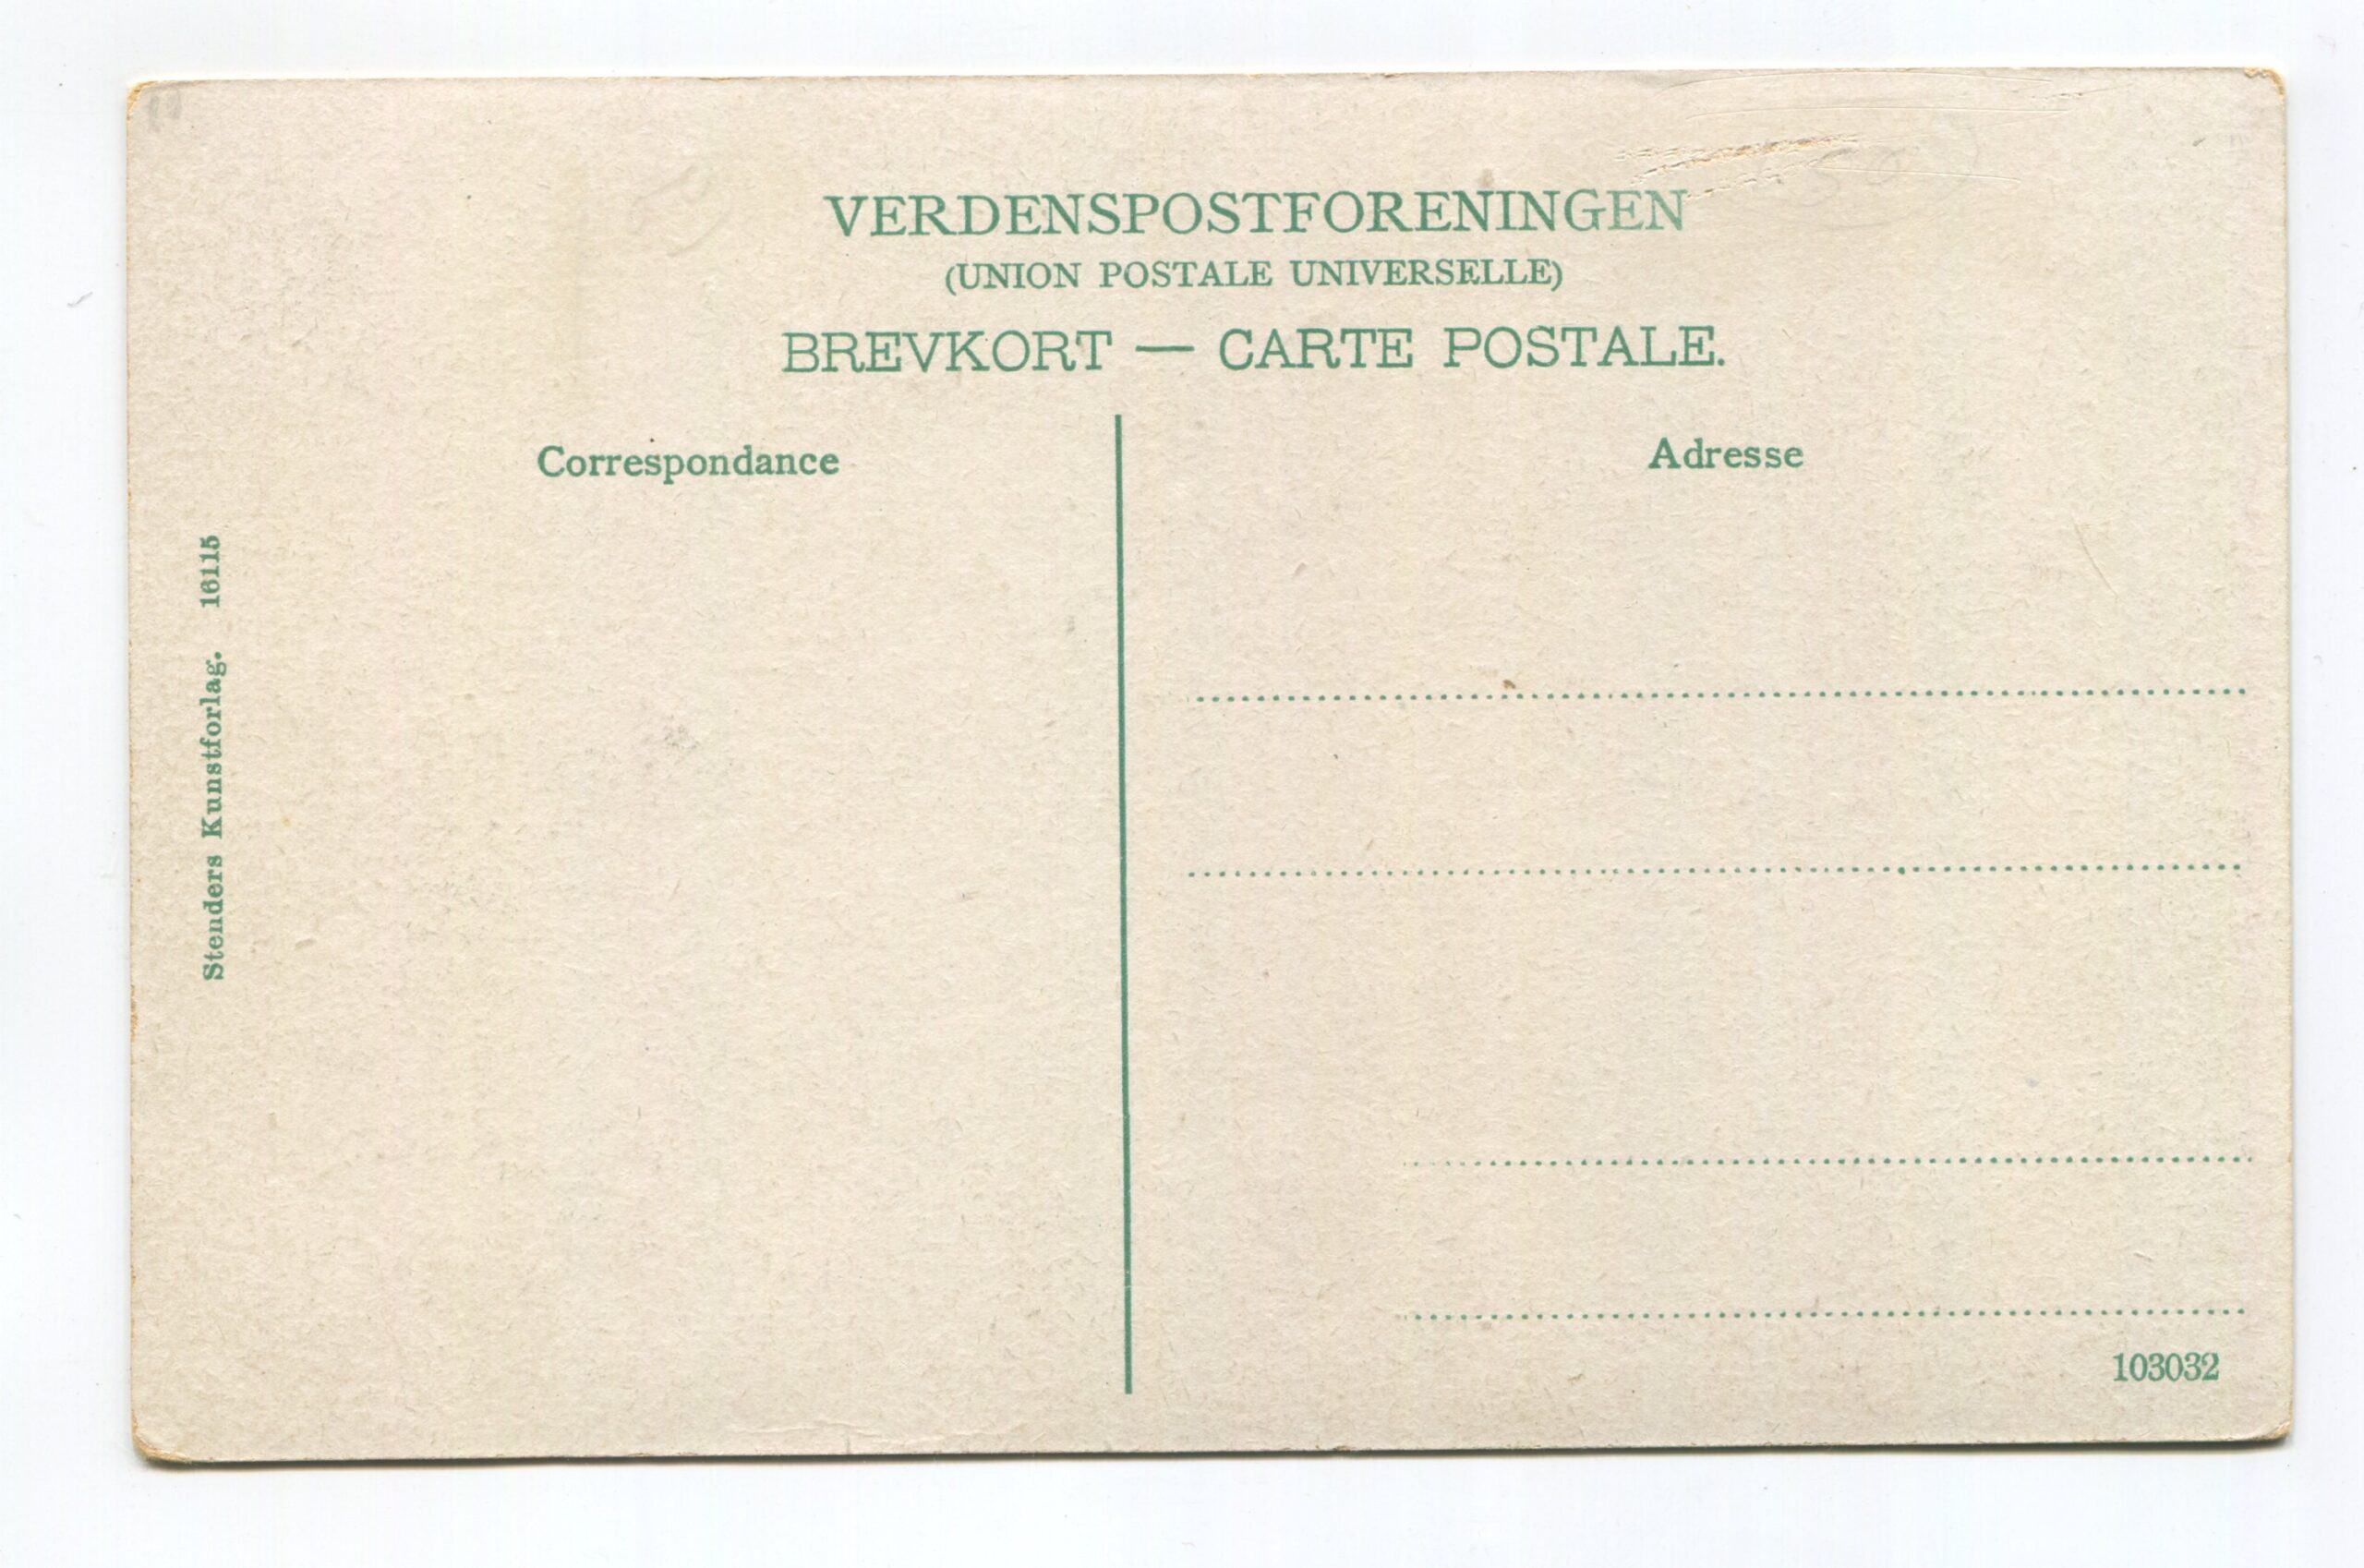 VERDENSPOSTFORENINGEN
(UNION POSTALE UNIVERSELLE)
BREVKORT — CARTE POSTALE.
Correspondance
Adresse
Stenders Kunstforlag. 16115
103032